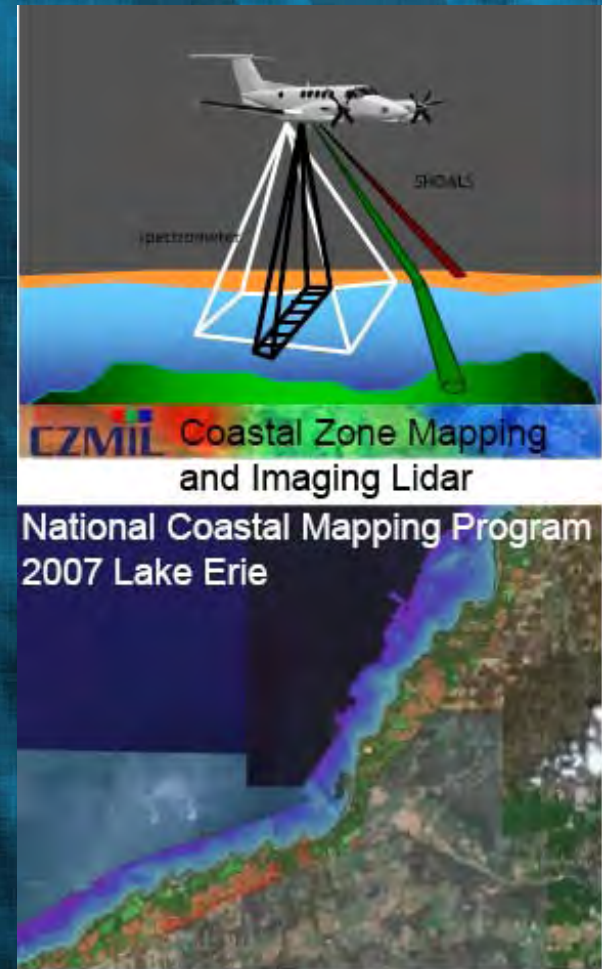 SHOALS
spectrometer
CZMIL Coastal Zone Mapping
and Imaging Lidar
National Coastal Mapping Program
2007 Lake Erie